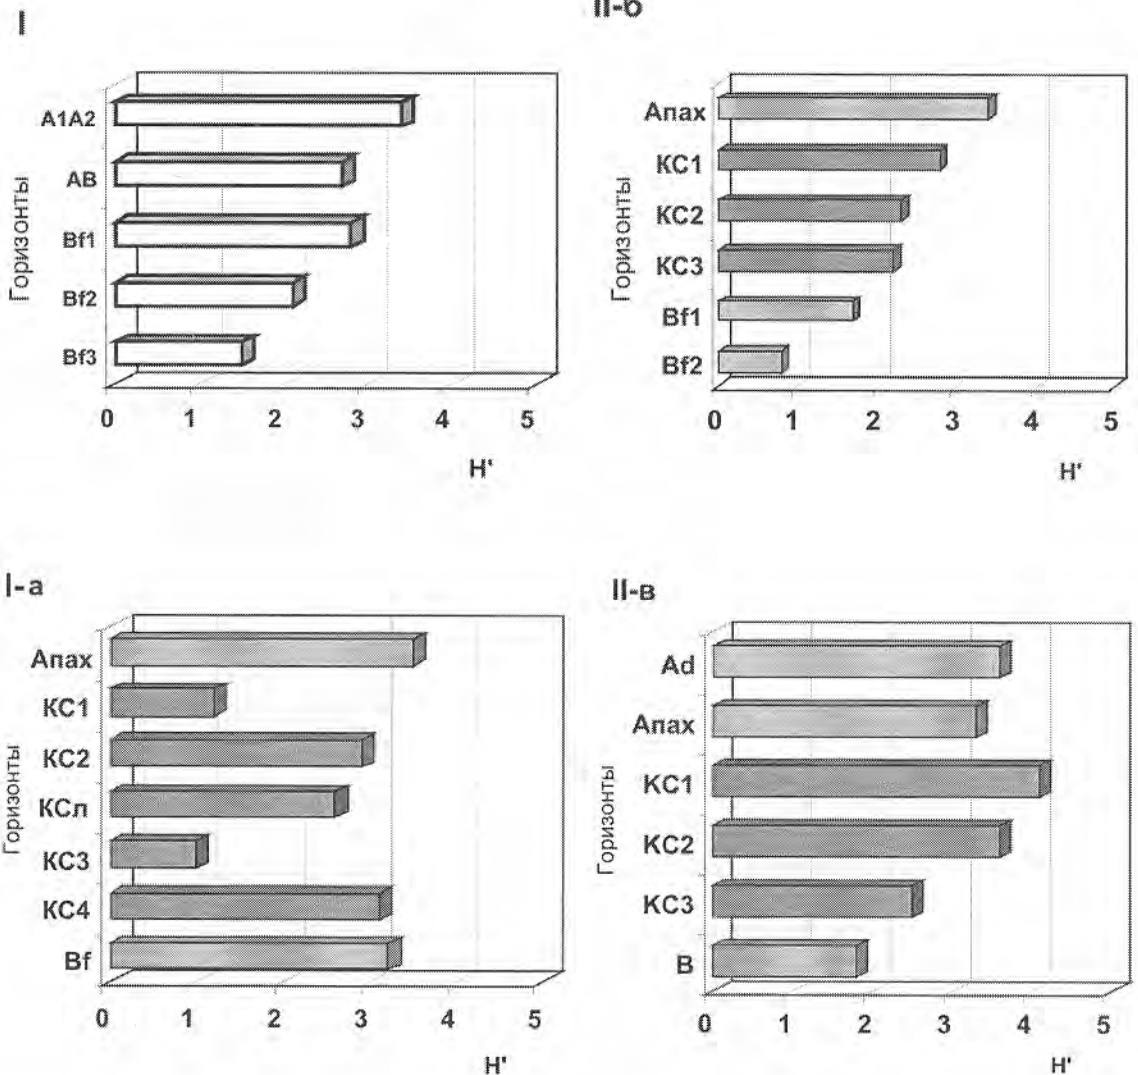 I
A1A2
AB
Bf1
Bf2
Bf3
Горизонты
0 1 2 3 4 5
H'
II-б
Апах
КС1
КС2
КС3
Bf1
Bf2
Горизонты
0 1 2 3 4 5
H'
I-a
Апах
КС1
КС2
КСл
КС3
КС4
Bf
Горизонты
0 1 2 3 4 5
H'
II-в
Ad
Апах
КС1
КС2
КС3
B
Горизонты
0 1 2 3 4 5
H'